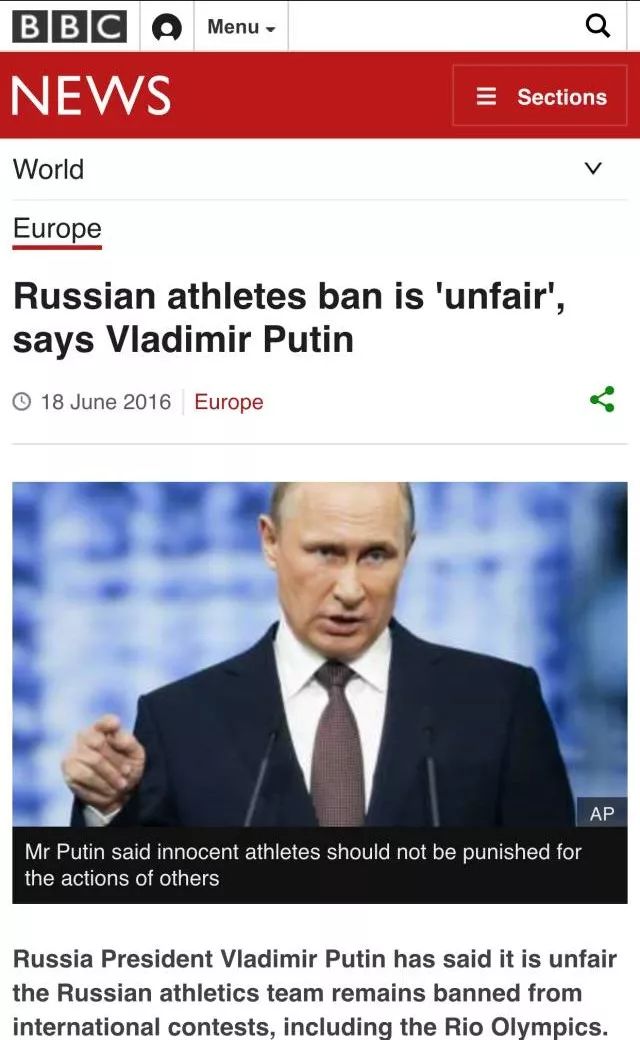 BBC Menu
NEWS Sections
World
Europe
Russian athletes ban is 'unfair',
says Vladimir Putin
18 June 2016 Europe
AP
Mr Putin said innocent athletes should not be punished for
the actions of others
Russia President Vladimir Putin has said it is unfair
the Russian athletics team remains banned from
international contests, including the Rio Olympics.